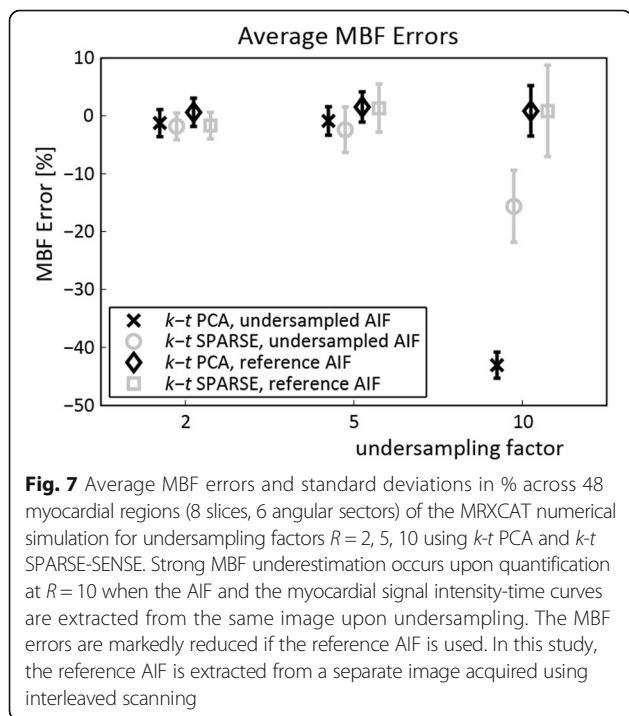 Average MBF Errors
10
0
−10
−20
−30
−40
−50
MBF Error [%]
k−t PCA, undersampled AIF
k−t SPARSE, undersampled AIF
k−t PCA, reference AIF
k−t SPARSE, reference AIF
2
5
10
undersampling factor
Fig. 7 Average MBF errors and standard deviations in % across 48
myocardial regions (8 slices, 6 angular sectors) of the MRXCAT numerical
simulation for undersampling factors R = 2, 5, 10 using k-t PCA and k-t
SPARSE-SENSE. Strong MBF underestimation occurs upon quantification
at R = 10 when the AIF and the myocardial signal intensity-time curves
are extracted from the same image upon undersampling. The MBF
errors are markedly reduced if the reference AIF is used. In this study,
the reference AIF is extracted from a separate image acquired using
interleaved scanning